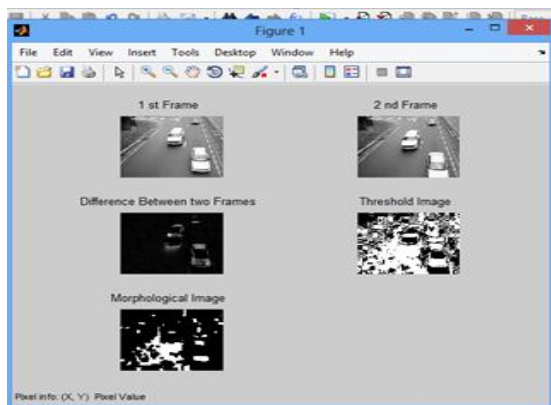 Figure 1
File Edit View Insert Tools Desktop Window Help
1 st Frame
2 nd Frame
Difference Between two Frames
Threshold Image
Morphological Image
Pixel info: (X, Y) Pixel Value